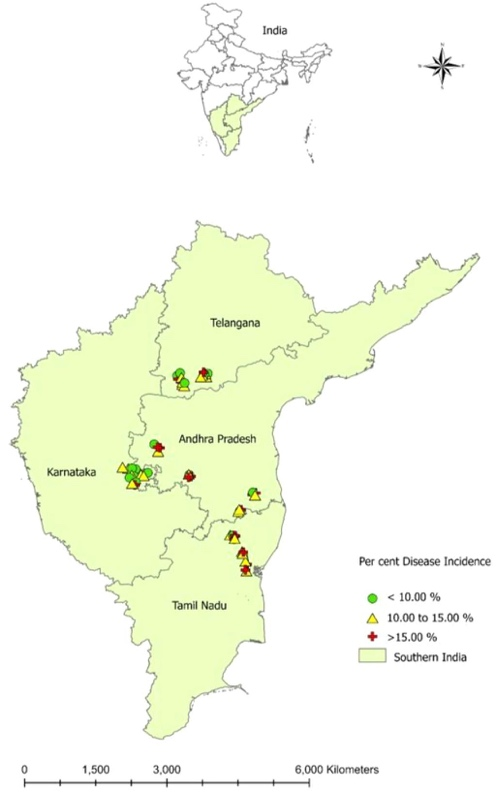 India
Telangana
Andhra Pradesh
Karnataka
Tamil Nadu
Per cent Disease Incidence
< 10.00 %
10.00 to 15.00 %
>15.00 %
Southern India
0 1,500 3,000 6,000 Kilometers